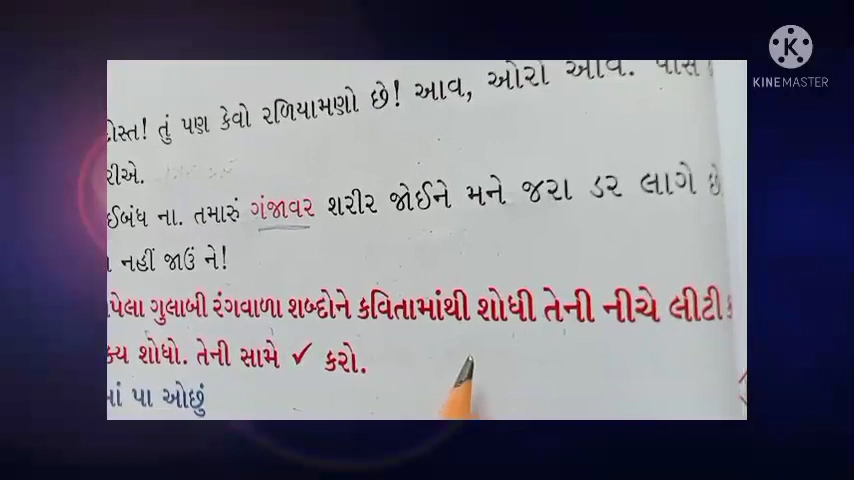 દોસ્ત! તું પણ કેવો રળિયામણો છે! આવ, ઓરો આવ. પાસે
રીએ.
ઈબંધ ના. તમારું ગંજાવર શરીર જોઈને મને જરા ડર લાગે છે
નહીં જાઉં ને!
પેલા ગુલાબી રંગવાળા શબ્દોને કવિતામાંથી શોધી તેની નીચે લીટી
ક્ય શોધો. તેની સામે ✓ કરો.
માં પા ઓછું
KINEMASTER